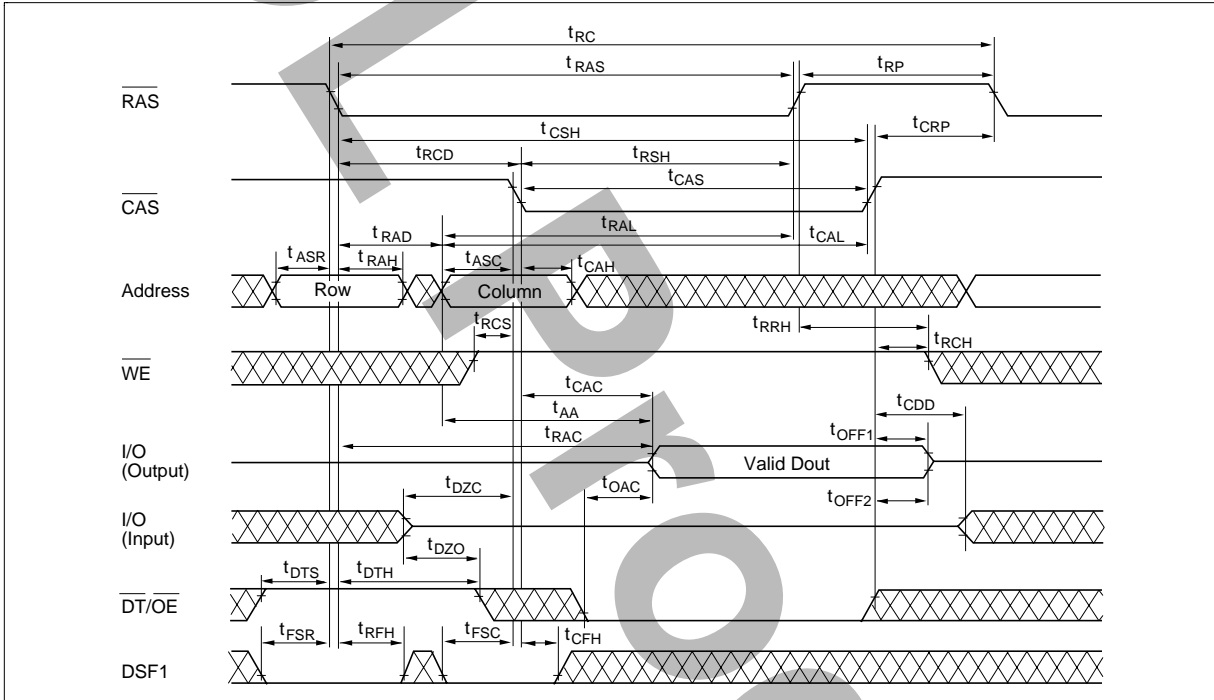 tRC
tRAS tRP
RAS
tCSH tCRP
tRCD tRSH
tCAS
CAS
tRAL
tRAD tCAL
tASR tRAH tASC tCAH
Address Row Column
tRCS tRRH
tRCH
WE
tCAC
tAA tCDD
tRAC tOFF1
I/O
(Output) Valid Dout
tDZC tOAC tOFF2
I/O
(Input)
tDZO
tDTS tDTH
DT/OE
tFSR tRFH tFSC tCFH
DSF1